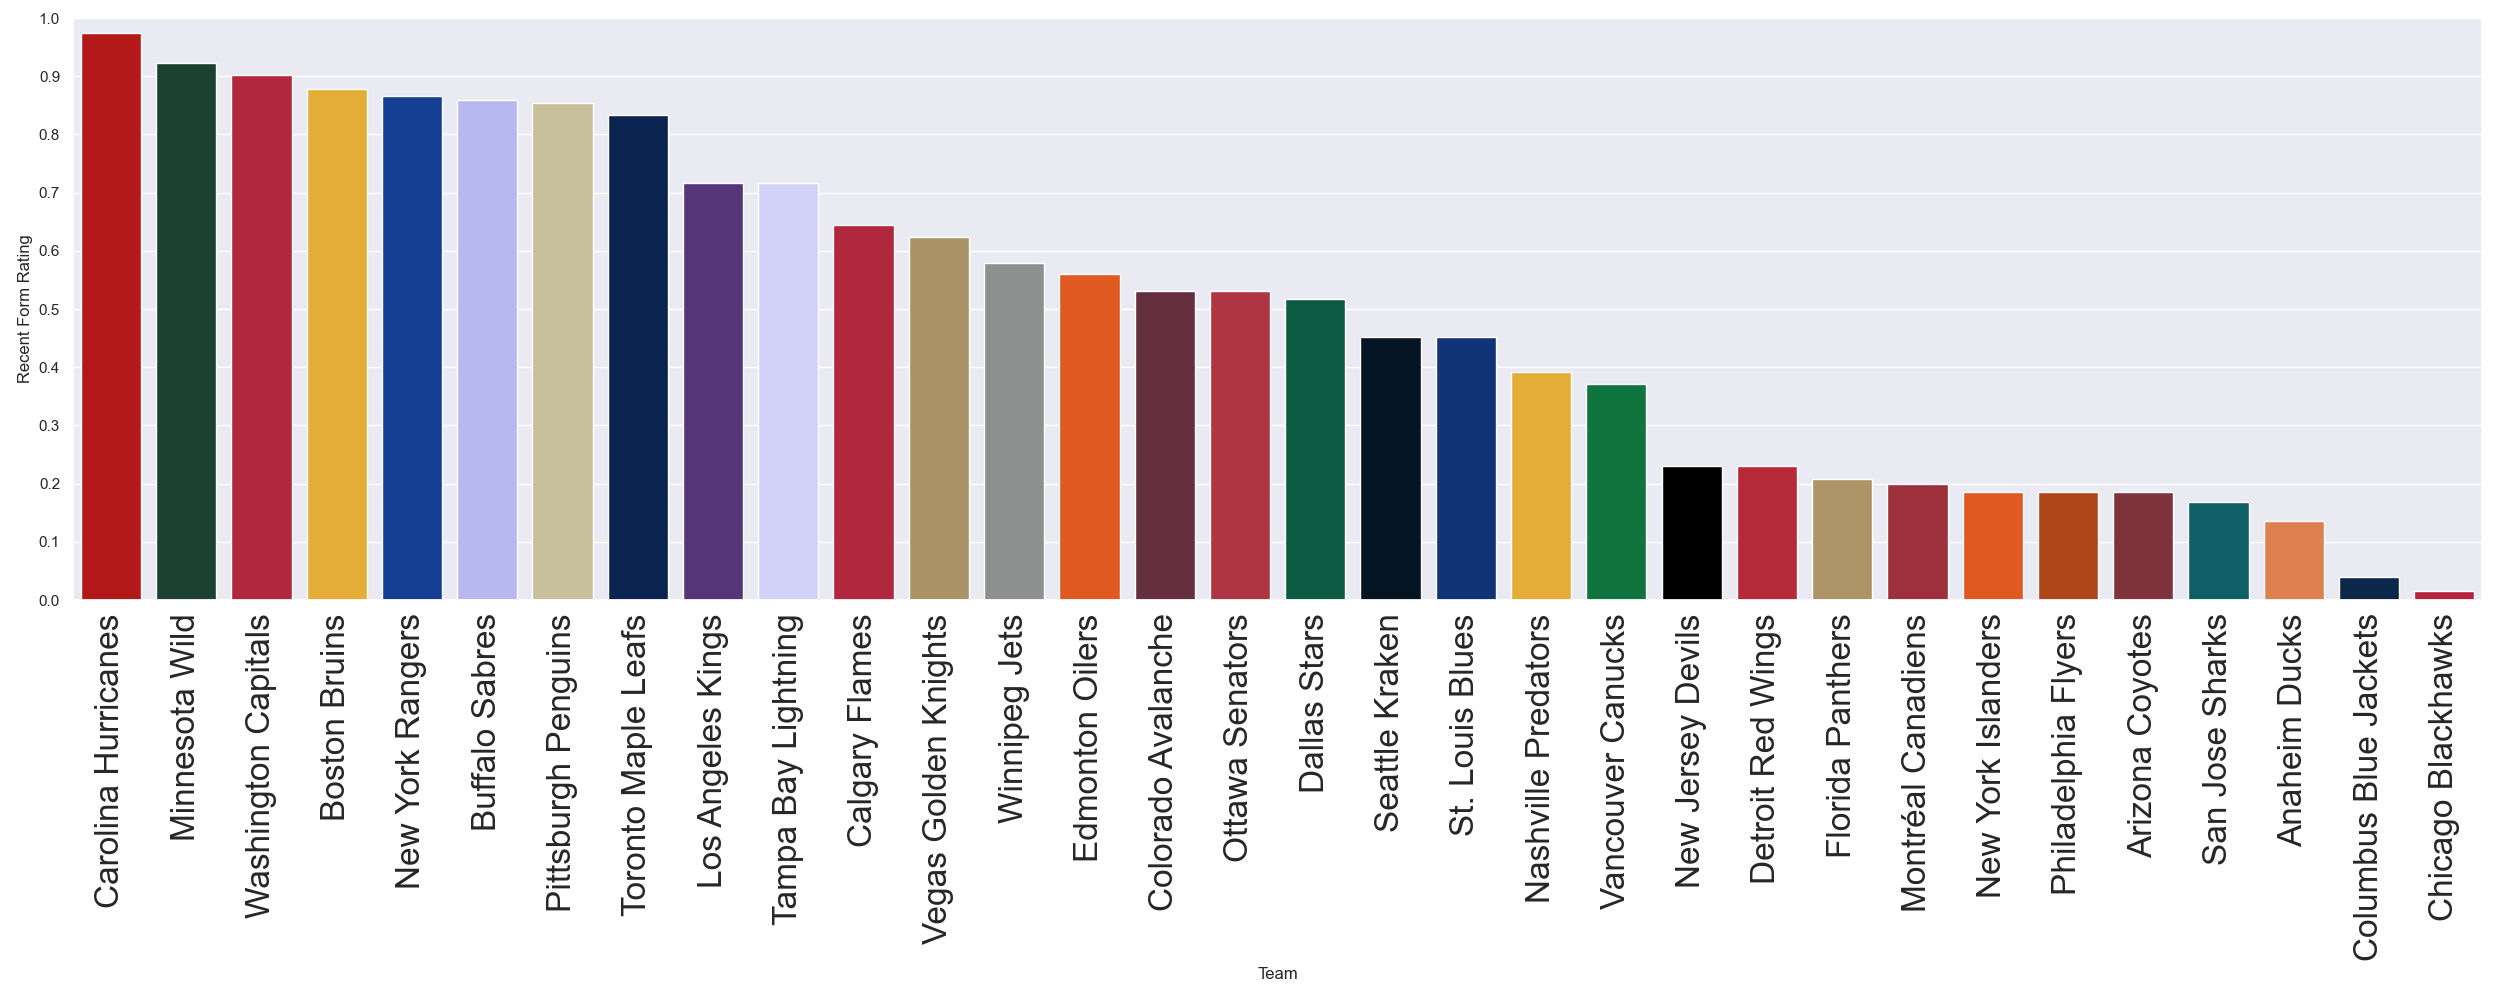 1.0
0.9
0.8
0.7
0.6
0.5
0.4
0.3
0.2
0.1
0.0
Recent Form Rating
Carolina Hurricanes
Minnesota Wild
Washington Capitals
Boston Bruins
New York Rangers
Buffalo Sabres
Pittsburgh Penguins
Toronto Maple Leafs
Los Angeles Kings
Tampa Bay Lightning
Calgary Flames
Vegas Golden Knights
Winnipeg Jets
Edmonton Oilers
Colorado Avalanche
Ottawa Senators
Dallas Stars
Seattle Kraken
St. Louis Blues
Nashville Predators
Vancouver Canucks
New Jersey Devils
Detroit Red Wings
Florida Panthers
Montréal Canadiens
New York Islanders
Philadelphia Flyers
Arizona Coyotes
San Jose Sharks
Anaheim Ducks
Columbus Blue Jackets
Chicago Blackhawks
Team